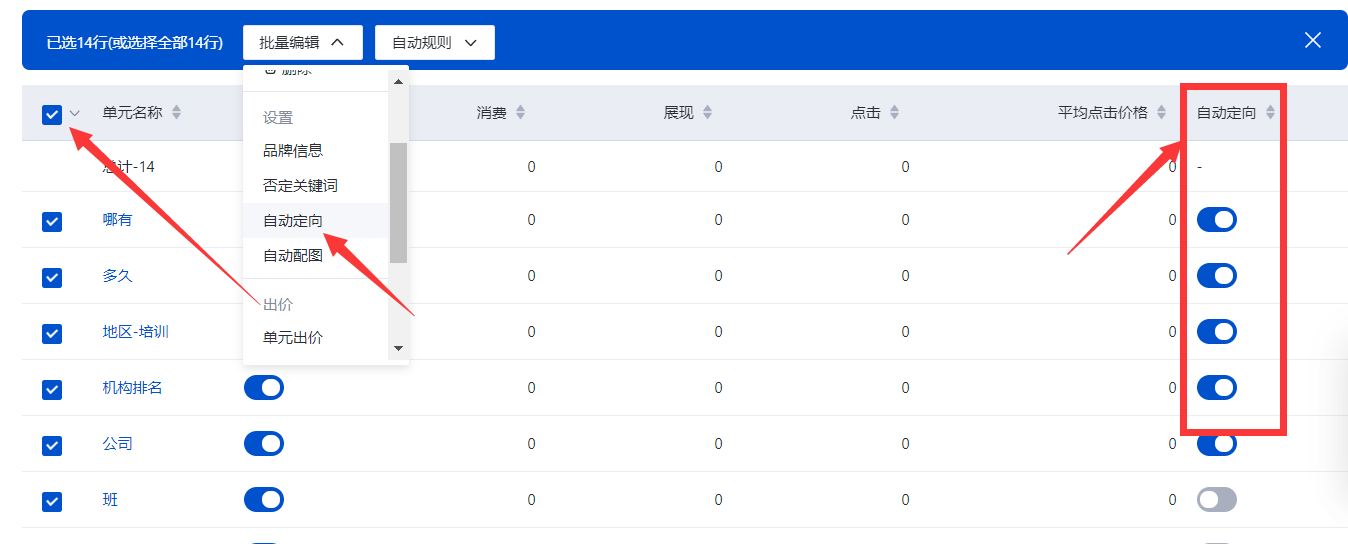 已选14行(或选择全部14行) 批量编辑 自动规则
删除
单元名称 消费 展现 点击 平均点击价格 自动定向
设置
品牌信息
总计-14 0 0 0 0 -
否定关键词
哪有 0 0 0 0
自动定向
自动配图
多久 0 0 0 0
出价
地区-培训 0 0 0 0
单元出价
机构排名 0 0 0 0
公司 0 0 0 0
班 0 0 0 0